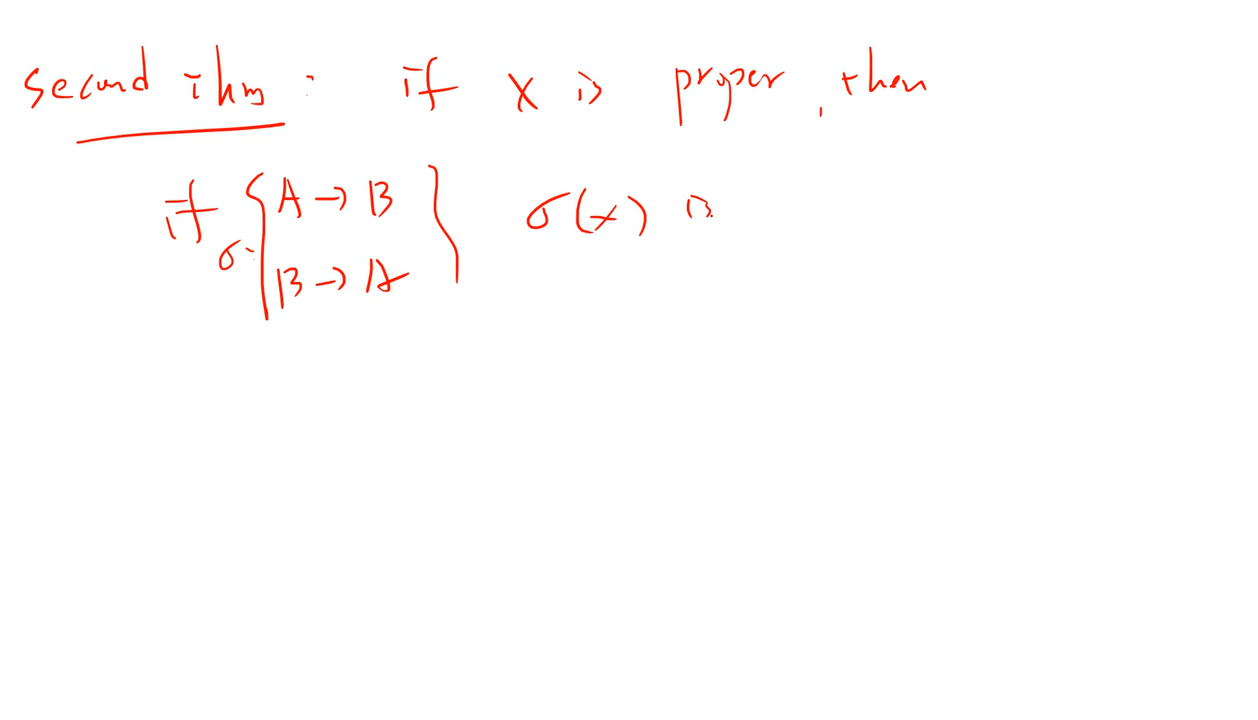 second thm : if x is proper, then
if σ: { A → B } σ(x) is
B → A